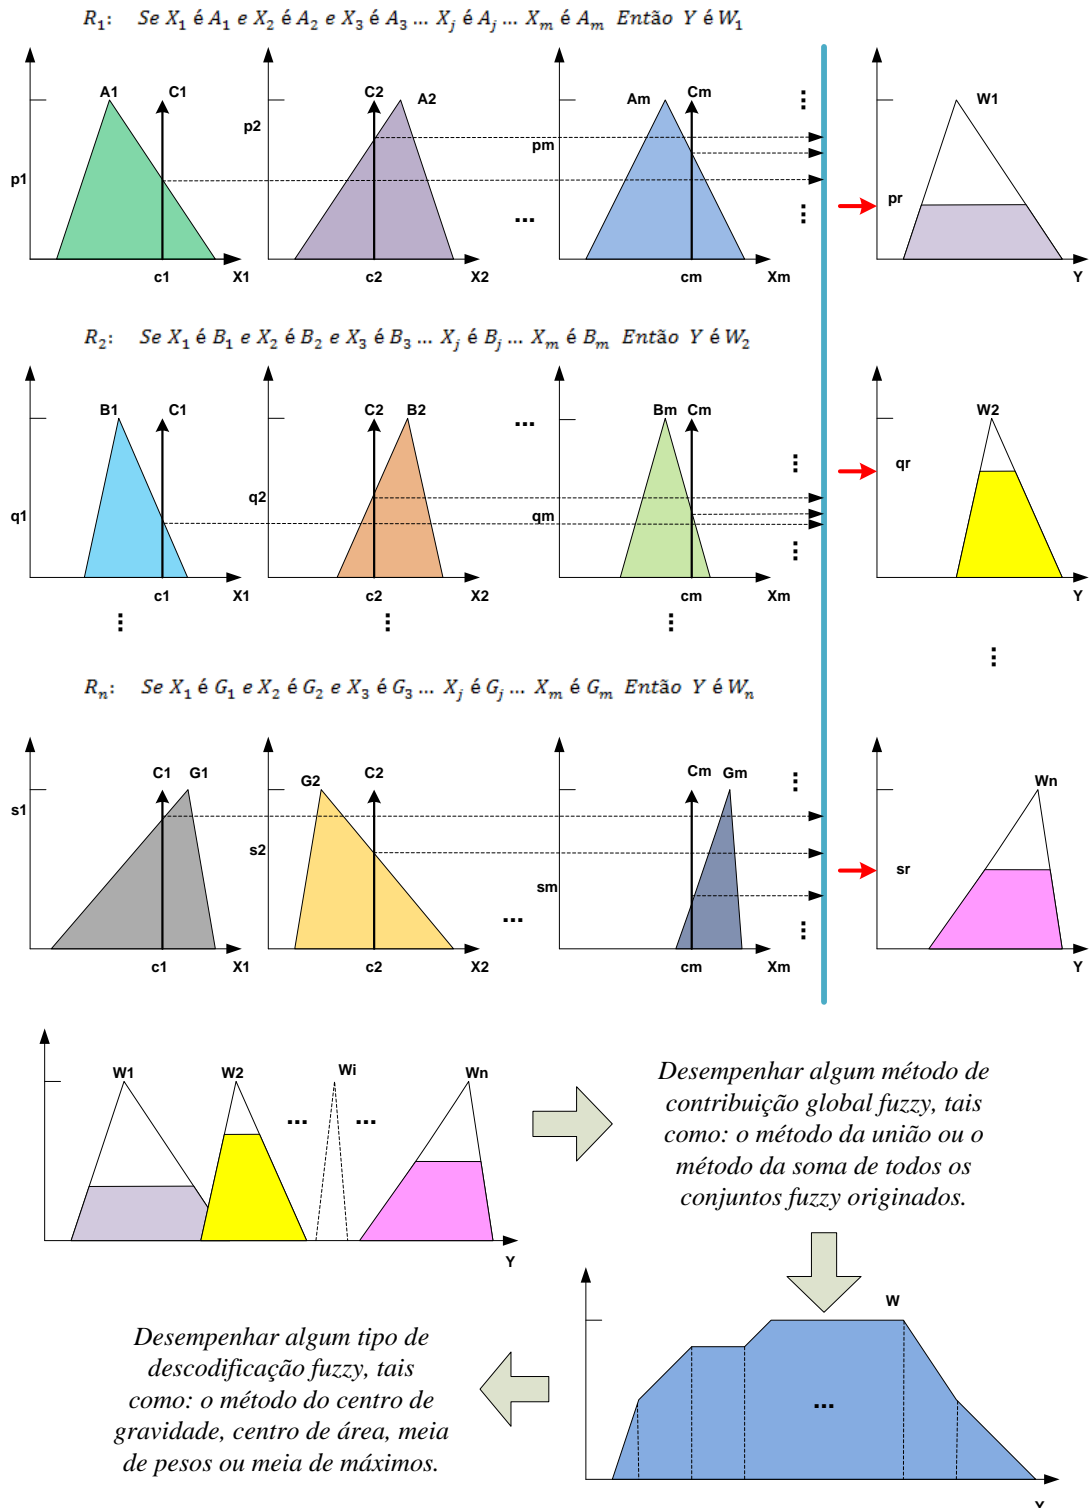 R₁: Se X₁ é A₁ e X₂ é A₂ e X₃ é A₃ ... Xⱼ é Aⱼ ... Xₘ é Aₘ Então Y é W₁
A1 C1
C2 A2
Am Cm
W1
p1
p2
pm
pr
...
c1 X1
c2 X2
cm Xm
Y
R₂: Se X₁ é B₁ e X₂ é B₂ e X₃ é B₃ ... Xⱼ é Bⱼ ... Xₘ é Bₘ Então Y é W₂
B1 C1
C2 B2
...
Bm Cm
W2
q1
q2
qm
qr
c1 X1
c2 X2
cm Xm
Y
Rₙ: Se X₁ é G₁ e X₂ é G₂ e X₃ é G₃ ... Xⱼ é Gⱼ ... Xₘ é Gₘ Então Y é Wₙ
C1 G1
G2 C2
Cm Gm
Wn
s1
s2
sm
sr
...
c1 X1
c2 X2
cm Xm
Y
W1 W2 ... Wi ... Wn
Y
Desempenhar algum método de
contribuição global fuzzy, tais
como: o método da união ou o
método da soma de todos os
conjuntos fuzzy originados.
W
...
Y
Desempenhar algum tipo de
descodificação fuzzy, tais
como: o método do centro de
gravidade, centro de área, meia
de pesos ou meia de máximos.